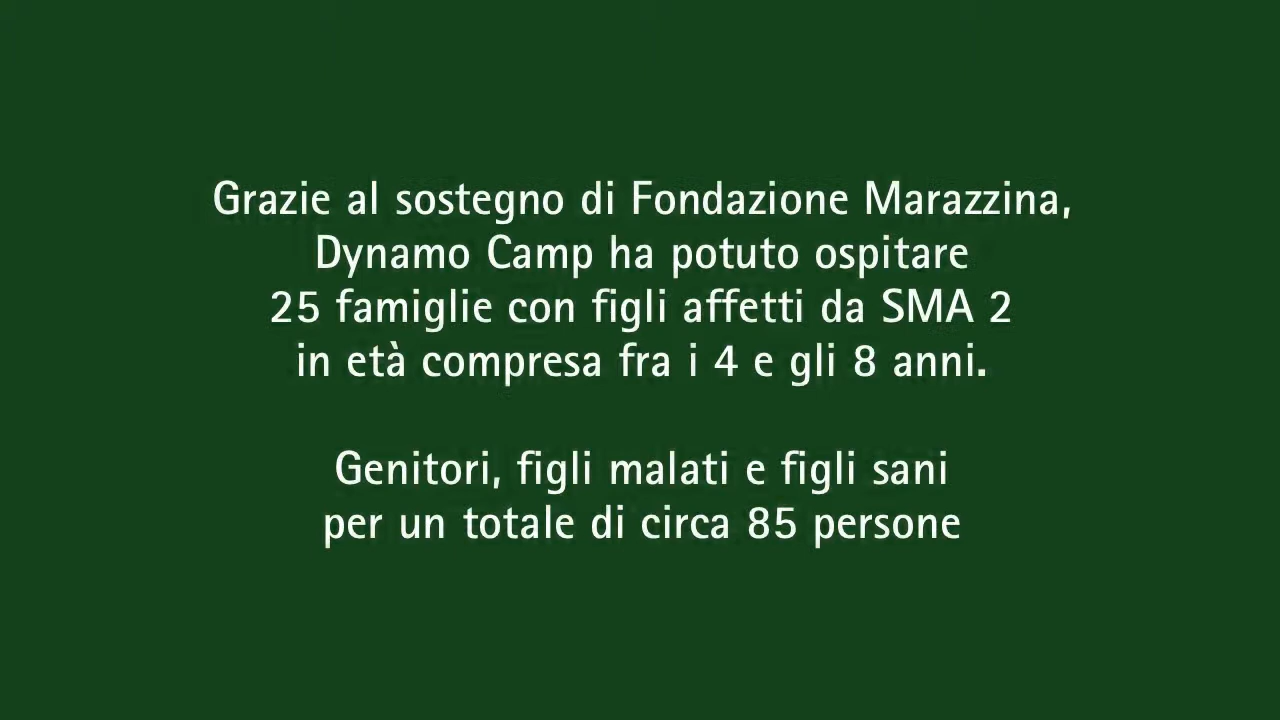 Grazie al sostegno di Fondazione Marazzina,
Dynamo Camp ha potuto ospitare
25 famiglie con figli affetti da SMA 2
in età compresa fra i 4 e gli 8 anni.
Genitori, figli malati e figli sani
per un totale di circa 85 persone